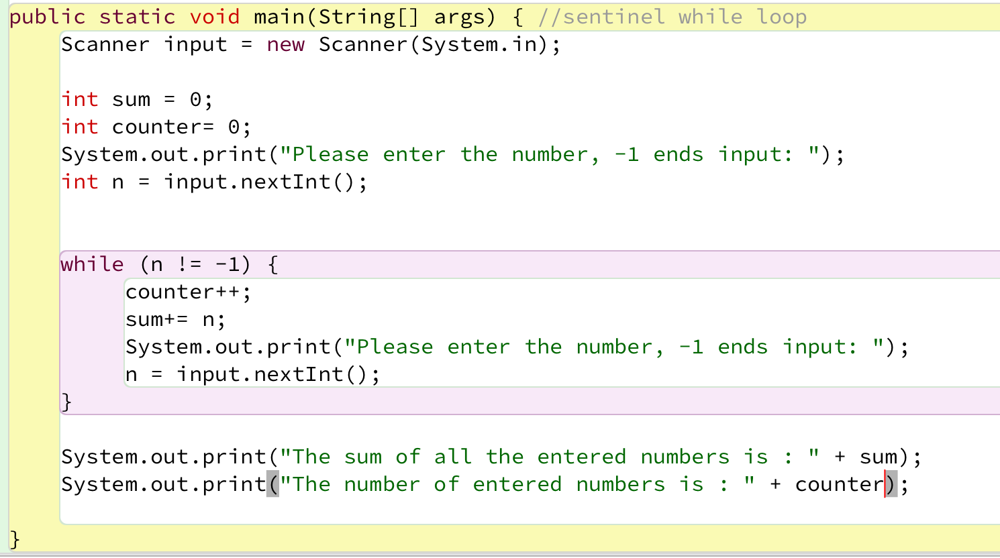 public static void main(String[] args) { //sentinel while loop
Scanner input = new Scanner(System.in);
int sum = 0;
int counter= 0;
System.out.print("Please enter the number, -1 ends input: ");
int n = input.nextInt();
while (n != -1) {
counter++;
sum+= n;
System.out.print("Please enter the number, -1 ends input: ");
n = input.nextInt();
}
System.out.print("The sum of all the entered numbers is : " + sum);
System.out.print("The number of entered numbers is : " + counter);
}